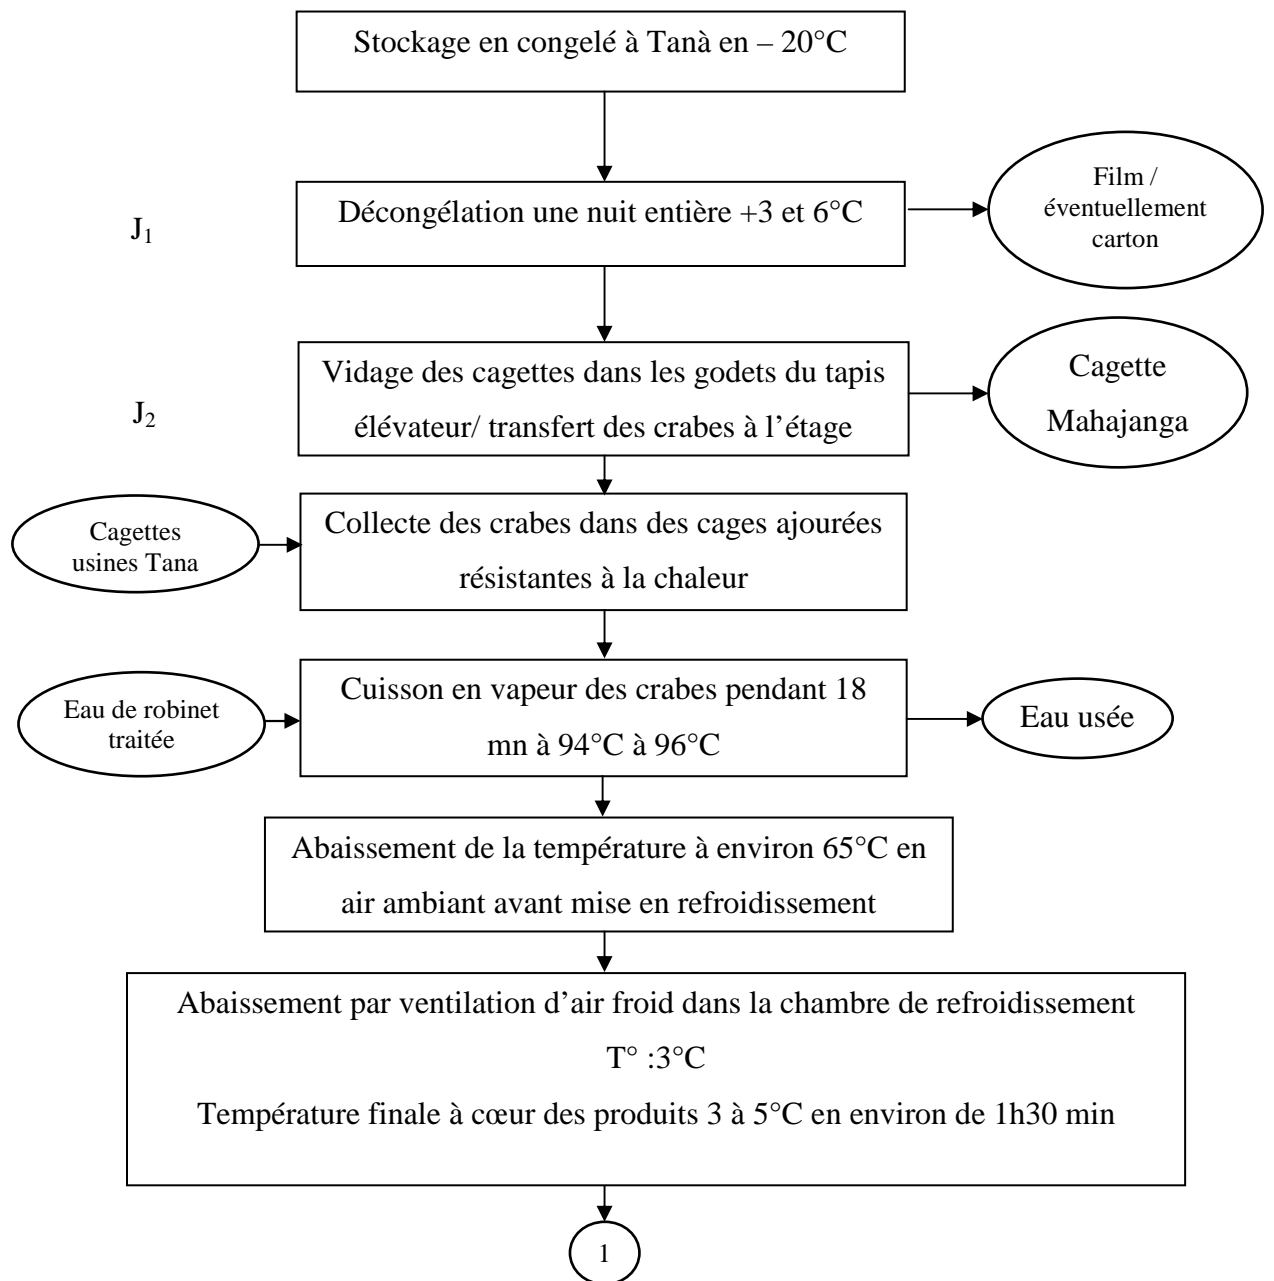 Stockage en congelé à Tanà en – 20°C
J1
Décongélation une nuit entière +3 et 6°C
Film /
éventuellement
carton
J2
Vidage des cagettes dans les godets du tapis
élévateur/ transfert des crabes à l’étage
Cagette
Mahajanga
Cagettes
usines Tana
Collecte des crabes dans des cages ajourées
résistantes à la chaleur
Eau de robinet
traitée
Cuisson en vapeur des crabes pendant 18
mn à 94°C à 96°C
Eau usée
Abaissement de la température à environ 65°C en
air ambiant avant mise en refroidissement
Abaissement par ventilation d’air froid dans la chambre de refroidissement
T° :3°C
Température finale à cœur des produits 3 à 5°C en environ de 1h30 min
1